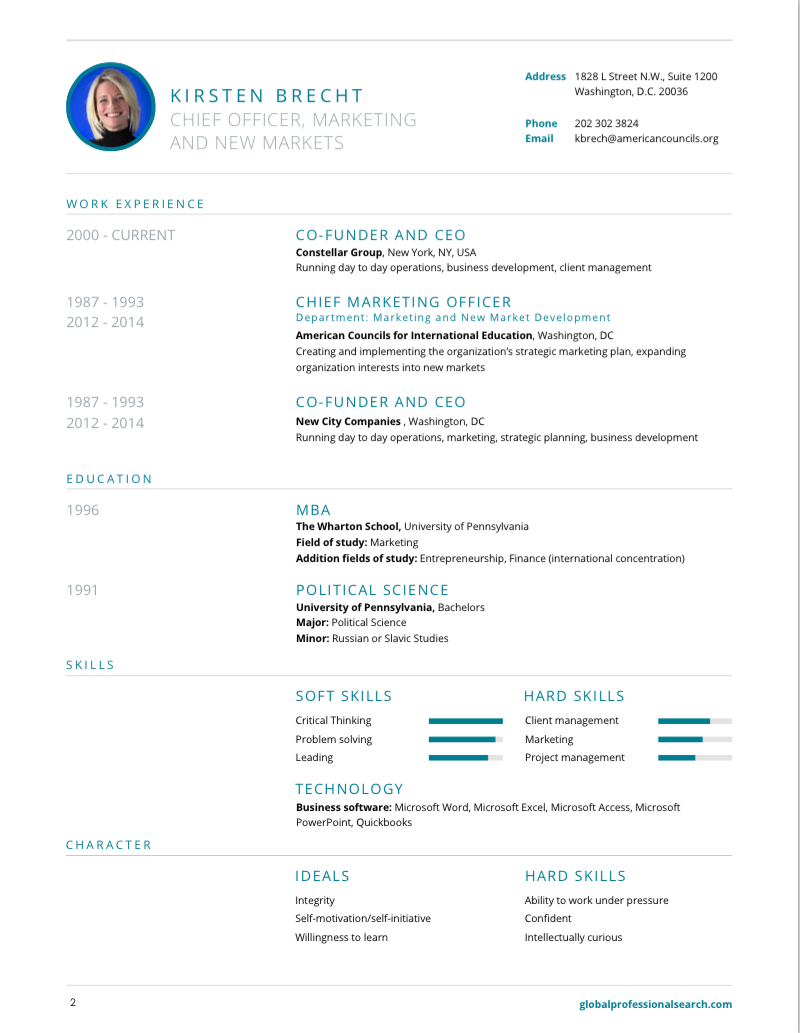 KIRSTEN BRECHT
CHIEF OFFICER, MARKETING
AND NEW MARKETS
Address 1828 L Street N.W., Suite 1200
Washington, D.C. 20036
Phone 202 302 3824
Email kbrech@americancouncils.org
WORK EXPERIENCE
2000 - CURRENT
CO-FUNDER AND CEO
Constellar Group, New York, NY, USA
Running day to day operations, business development, client management
1987 - 1993
2012 - 2014
CHIEF MARKETING OFFICER
Department: Marketing and New Market Development
American Councils for International Education, Washington, DC
Creating and implementing the organization’s strategic marketing plan, expanding
organization interests into new markets
1987 - 1993
2012 - 2014
CO-FUNDER AND CEO
New City Companies , Washington, DC
Running day to day operations, marketing, strategic planning, business development
EDUCATION
1996
MBA
The Wharton School, University of Pennsylvania
Field of study: Marketing
Addition fields of study: Entrepreneurship, Finance (international concentration)
1991
POLITICAL SCIENCE
University of Pennsylvania, Bachelors
Major: Political Science
Minor: Russian or Slavic Studies
SKILLS
SOFT SKILLS
Critical Thinking
Problem solving
Leading
HARD SKILLS
Client management
Marketing
Project management
TECHNOLOGY
Business software: Microsoft Word, Microsoft Excel, Microsoft Access, Microsoft
PowerPoint, Quickbooks
CHARACTER
IDEALS
Integrity
Self-motivation/self-initiative
Willingness to learn
HARD SKILLS
Ability to work under pressure
Confident
Intellectually curious
2
globalprofessionalsearch.com